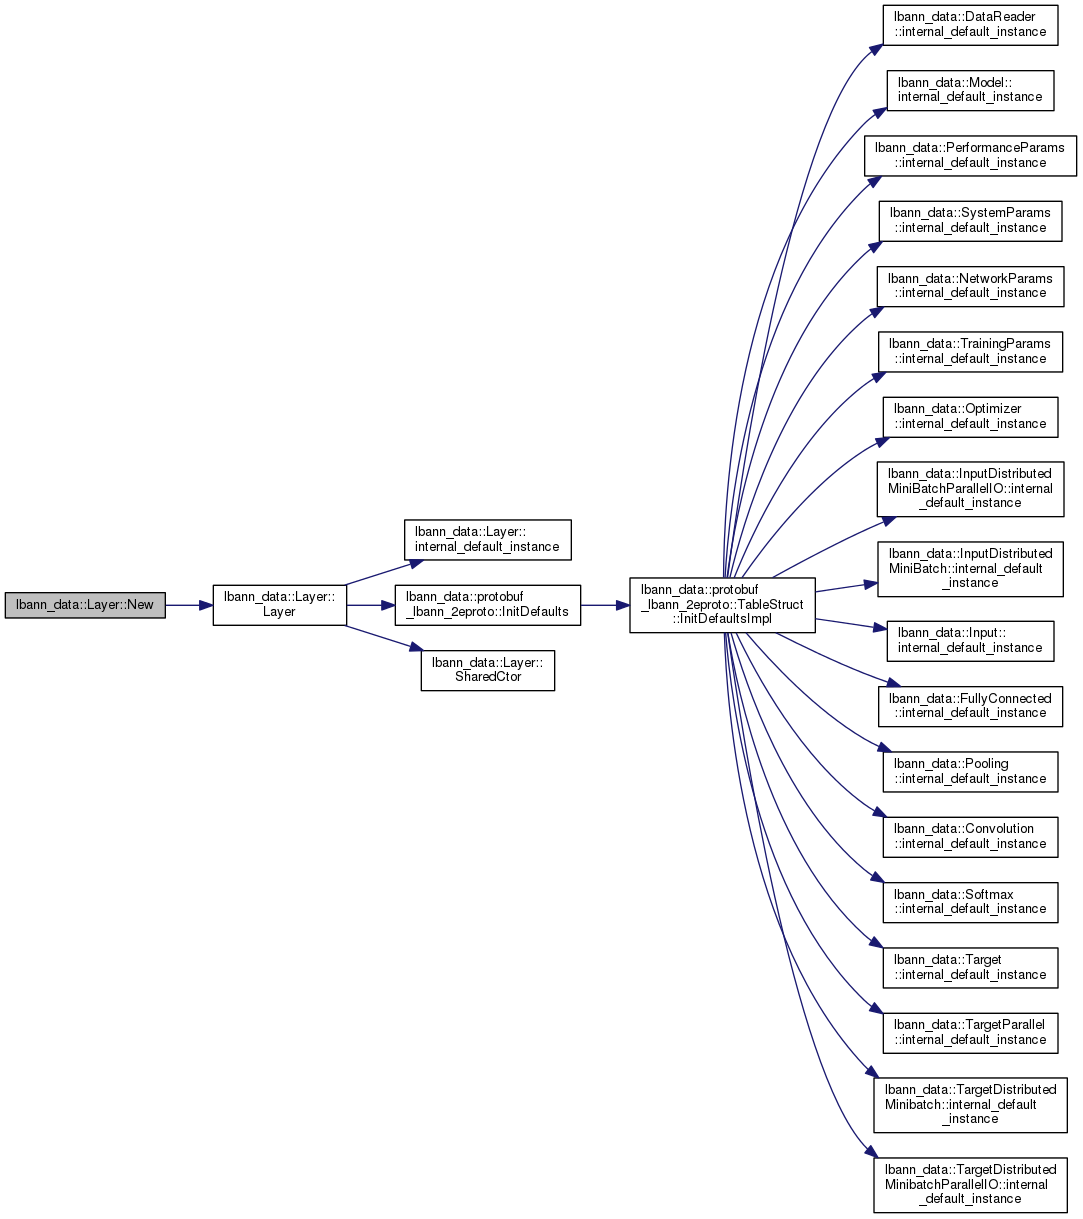 lbann_data::Layer::New
lbann_data::Layer::
Layer
lbann_data::Layer::
internal_default_instance
lbann_data::protobuf
_lbann_2eproto::InitDefaults
lbann_data::Layer::
SharedCtor
lbann_data::protobuf
_lbann_2eproto::TableStruct
::InitDefaultsImpl
lbann_data::DataReader
::internal_default_instance
lbann_data::Model::
internal_default_instance
lbann_data::PerformanceParams
::internal_default_instance
lbann_data::SystemParams
::internal_default_instance
lbann_data::NetworkParams
::internal_default_instance
lbann_data::TrainingParams
::internal_default_instance
lbann_data::Optimizer
::internal_default_instance
lbann_data::InputDistributed
MiniBatchParallelIO::internal
_default_instance
lbann_data::InputDistributed
MiniBatch::internal_default
_instance
lbann_data::Input::
internal_default_instance
lbann_data::FullyConnected
::internal_default_instance
lbann_data::Pooling
::internal_default_instance
lbann_data::Convolution
::internal_default_instance
lbann_data::Softmax
::internal_default_instance
lbann_data::Target
::internal_default_instance
lbann_data::TargetParallel
::internal_default_instance
lbann_data::TargetDistributed
Minibatch::internal_default
_instance
lbann_data::TargetDistributed
MinibatchParallelIO::internal
_default_instance